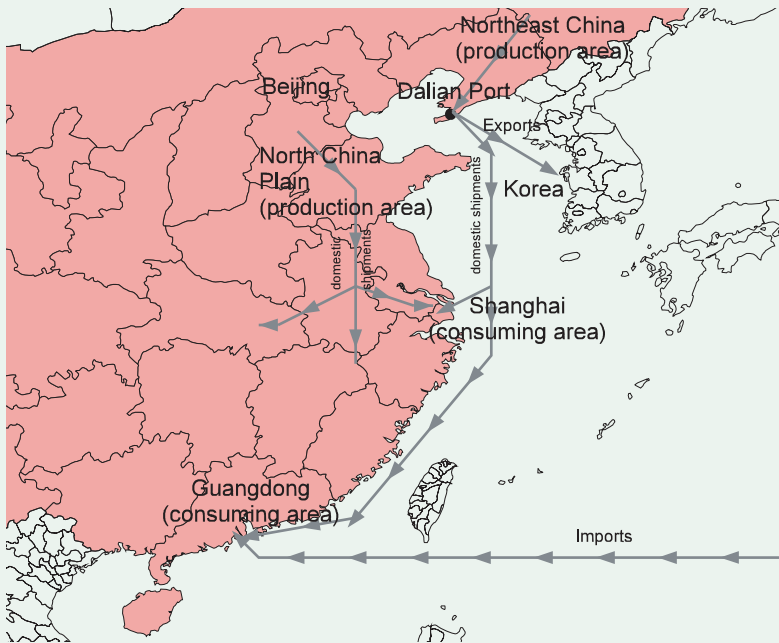 Northeast China
(production area)
Beijing
Dalian Port
Exports
North China
Plain
(production area)
Korea
domestic shipments
domestic
shipments
Shanghai
(consuming area)
Guangdong
(consuming area)
Imports